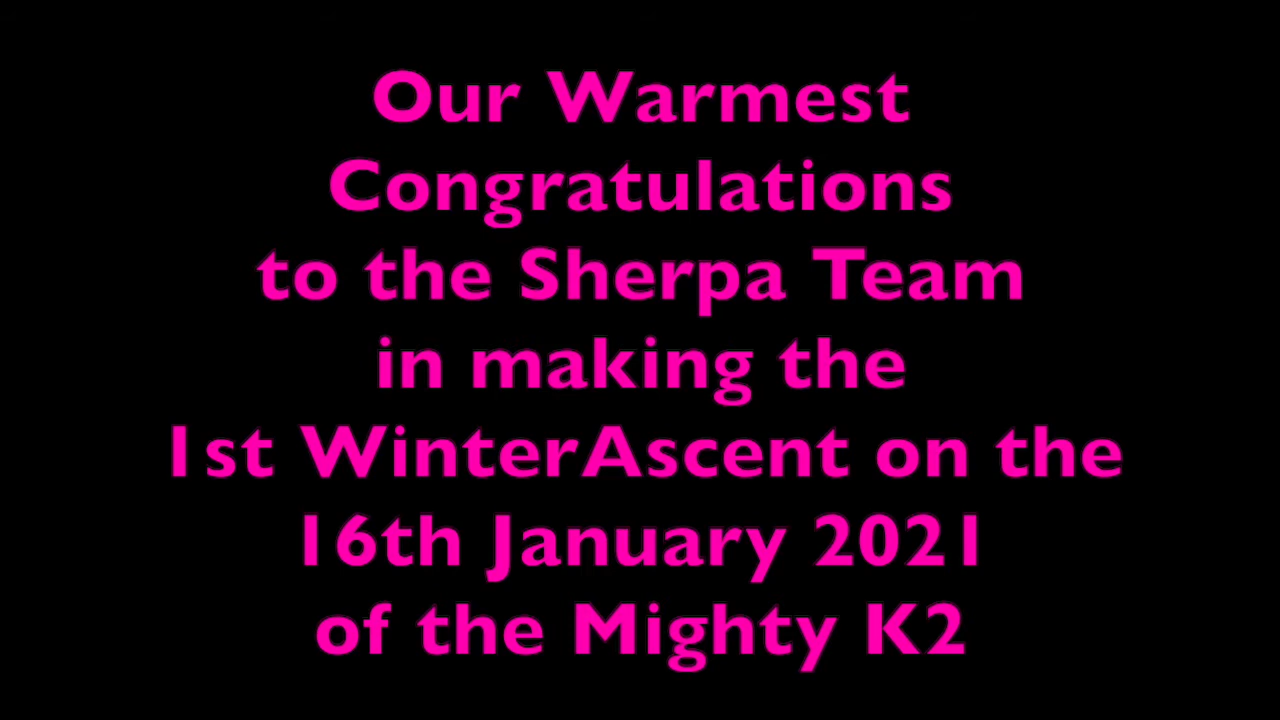 Our Warmest
Congratulations
to the Sherpa Team
in making the
1st WinterAscent on the
16th January 2021
of the Mighty K2